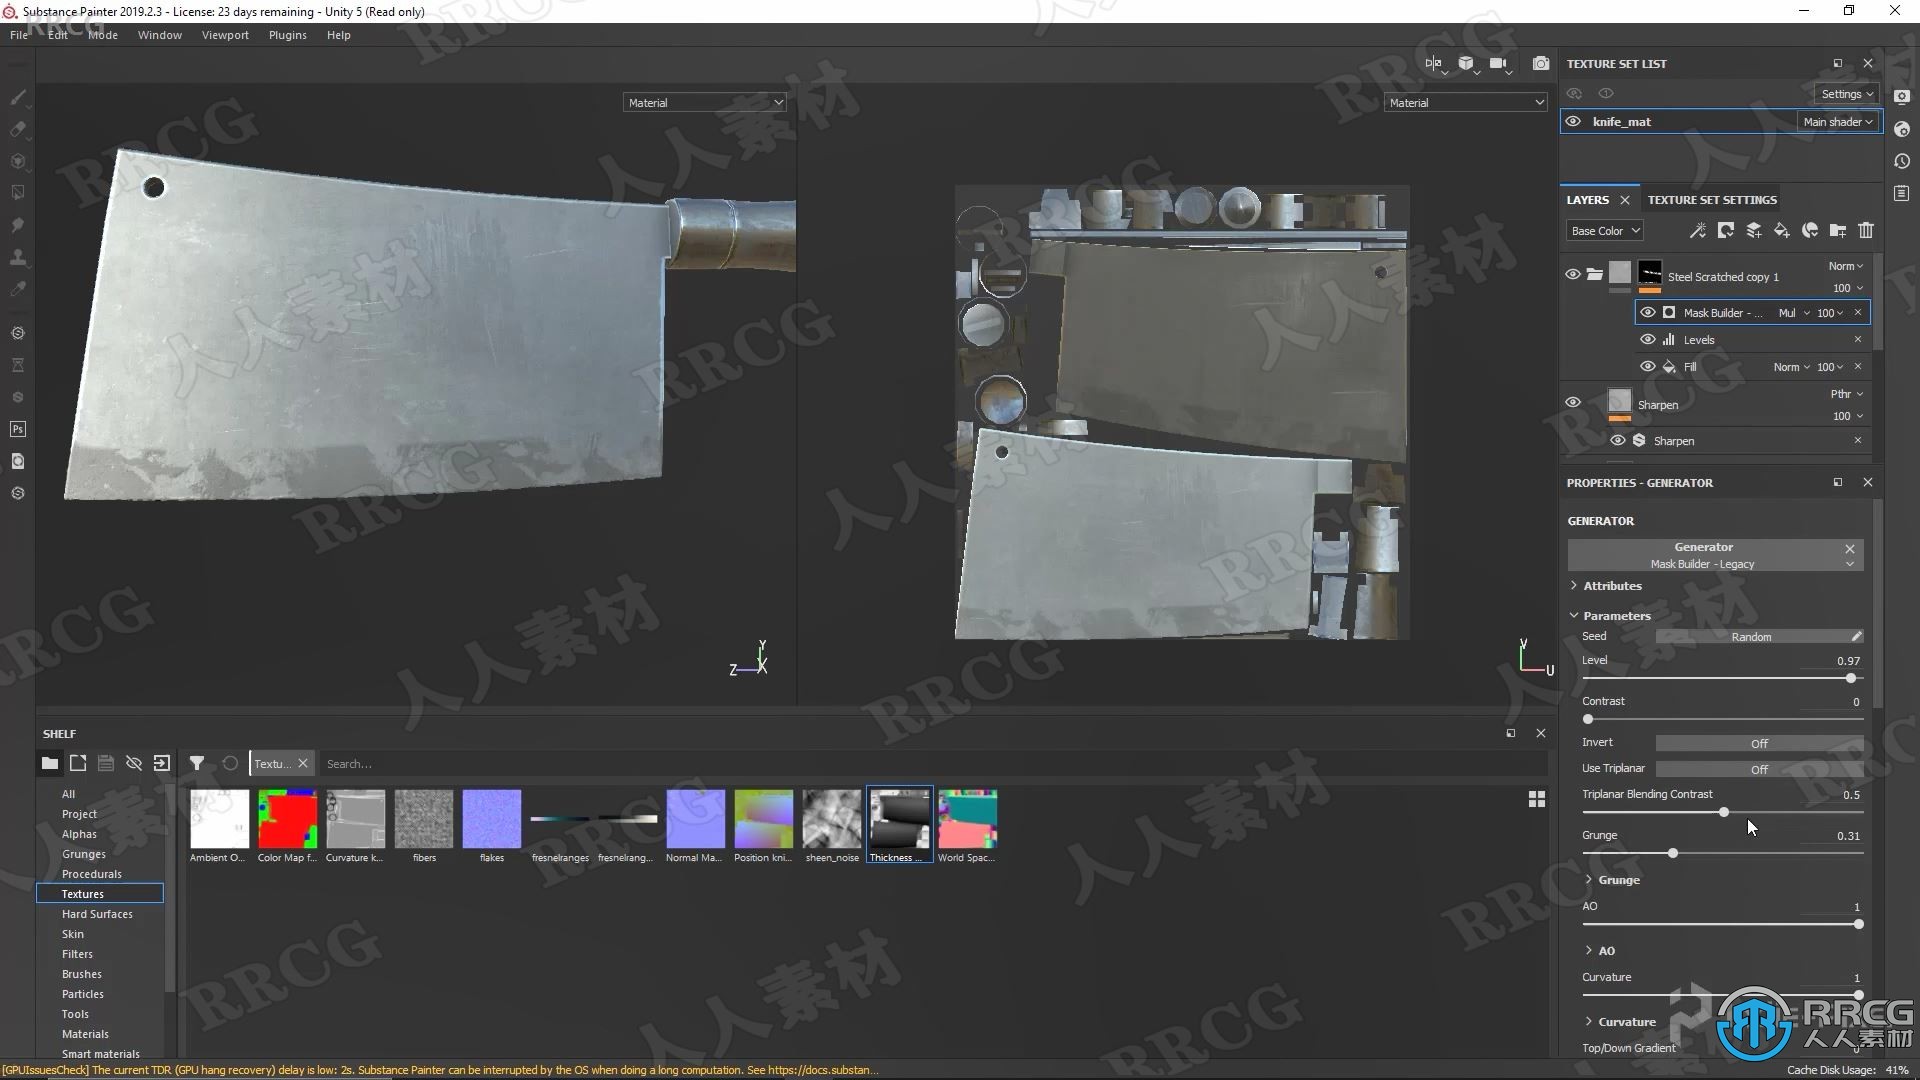 Substance Painter 2019.2.3 - License: 23 days remaining - Unity 5 (Read only)
File Edit Mode Window Viewport Plugins Help
Material
Material
TEXTURE SET LIST
Settings
knife_mat Main shader
LAYERS TEXTURE SET SETTINGS
Base Color
Norm
Steel Scratched copy 1
100
Mask Builder - ... Mul 100
Levels
Fill Norm 100
Pthr
Sharpen
100
Sharpen
PROPERTIES - GENERATOR
GENERATOR
Generator
Mask Builder - Legacy
Attributes
Parameters
Seed Random
Level 0.97
Contrast 0
Invert Off
Use Triplanar Off
Triplanar Blending Contrast 0.5
Grunge 0.31
Grunge
AO 1
AO
Curvature 1
Curvature
Top/Down Gradient 0
Y
Z X
V
U
SHELF
Textu... Search...
All
Project
Alphas
Grunges
Procedurals
Textures
Hard Surfaces
Skin
Filters
Brushes
Particles
Tools
Materials
Smart materials
Ambient O... Color Map f... Curvature k... fibers flakes fresnelranges fresnelrang... Normal Ma... Position kni... sheen_noise Thickness ... World Spac...
[GPUIssuesCheck] The current TDR (GPU hang recovery) delay is low: 2s. Substance Painter can be interrupted by the OS when doing a long computation. See https://docs.substan...
Cache Disk Usage: 41%
Ps
RRCG
人人素材